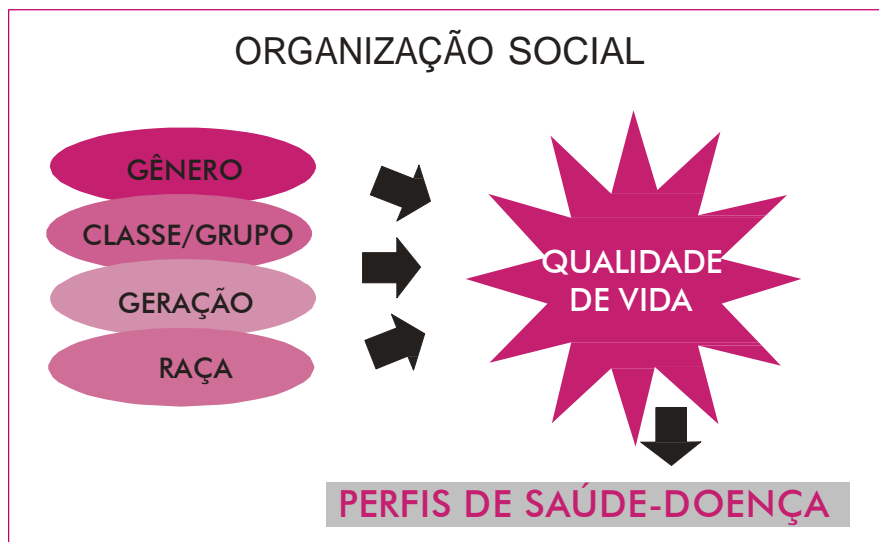 ORGANIZAÇÃO SOCIAL
GÊNERO
CLASSE/GRUPO
GERAÇÃO
RAÇA
QUALIDADE
DE VIDA
PERFIS DE SAÚDE-DOENÇA